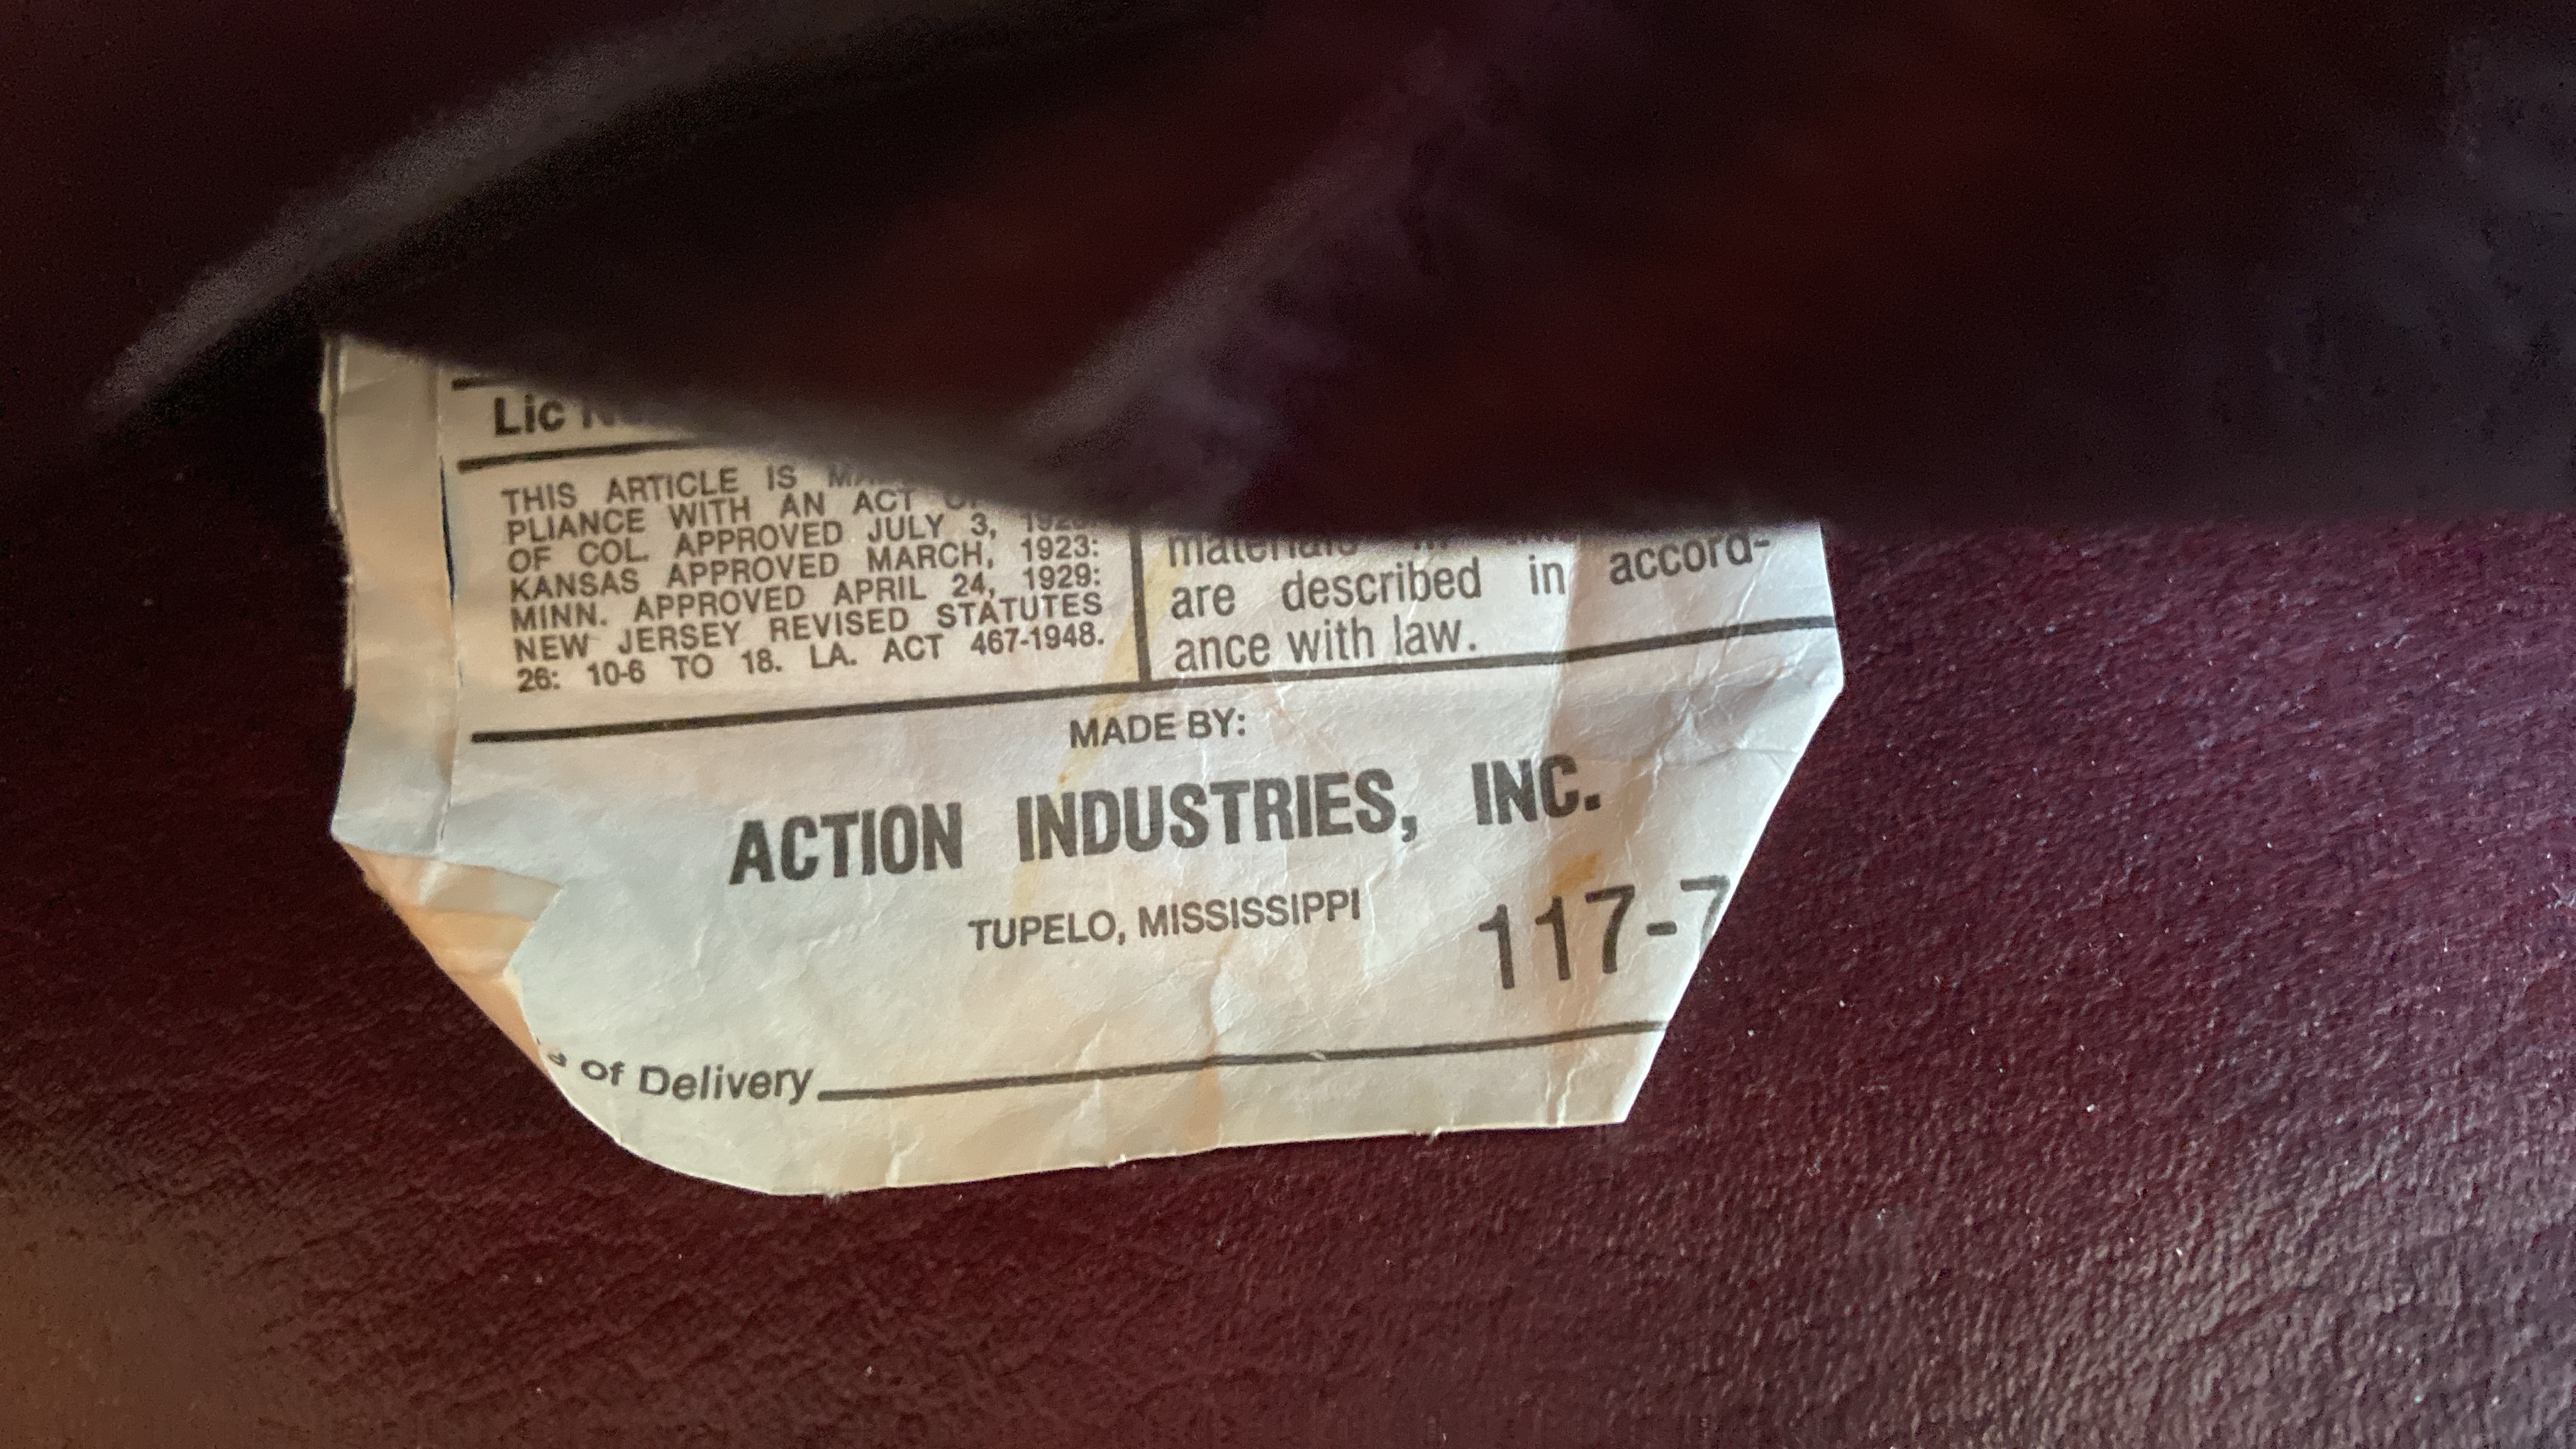 Lic
THIS ARTICLE IS
PLIANCE WITH AN ACT
OF COL. APPROVED JULY 3,
KANSAS APPROVED MARCH, 1923:
MINN. APPROVED APRIL 24, 1929:
NEW JERSEY REVISED STATUTES
26: 10-6 TO 18. LA. ACT 467-1948.
materials
are described in accord-
ance with law.
MADE BY:
ACTION INDUSTRIES, INC.
TUPELO, MISSISSIPPI
117-7
of Delivery